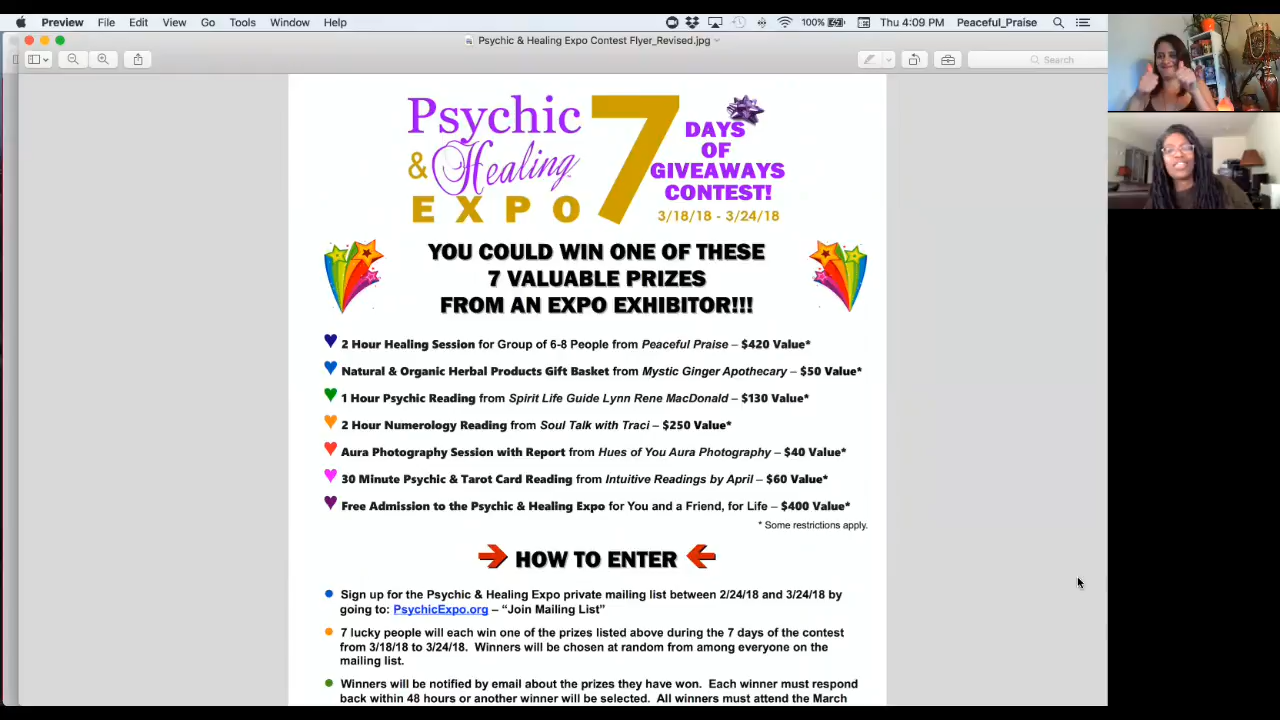 Preview File Edit View Go Tools Window Help 100% Thu 4:09 PM Peaceful_Praise
Psychic & Healing Expo Contest Flyer_Revised.jpg
Search
Psychic
& Healing
EXPO
7
DAYS
OF
GIVEAWAYS
CONTEST!
3/18/18 - 3/24/18
YOU COULD WIN ONE OF THESE
7 VALUABLE PRIZES
FROM AN EXPO EXHIBITOR!!!
2 Hour Healing Session for Group of 6-8 People from Peaceful Praise – $420 Value*
Natural & Organic Herbal Products Gift Basket from Mystic Ginger Apothecary – $50 Value*
1 Hour Psychic Reading from Spirit Life Guide Lynn Rene MacDonald – $130 Value*
2 Hour Numerology Reading from Soul Talk with Traci – $250 Value*
Aura Photography Session with Report from Hues of You Aura Photography – $40 Value*
30 Minute Psychic & Tarot Card Reading from Intuitive Readings by April – $60 Value*
Free Admission to the Psychic & Healing Expo for You and a Friend, for Life – $400 Value*
* Some restrictions apply.
HOW TO ENTER
Sign up for the Psychic & Healing Expo private mailing list between 2/24/18 and 3/24/18 by
going to: PsychicExpo.org – “Join Mailing List”
7 lucky people will each win one of the prizes listed above during the 7 days of the contest
from 3/18/18 to 3/24/18. Winners will be chosen at random from among everyone on the
mailing list.
Winners will be notified by email about the prizes they have won. Each winner must respond
back within 48 hours or another winner will be selected. All winners must attend the March